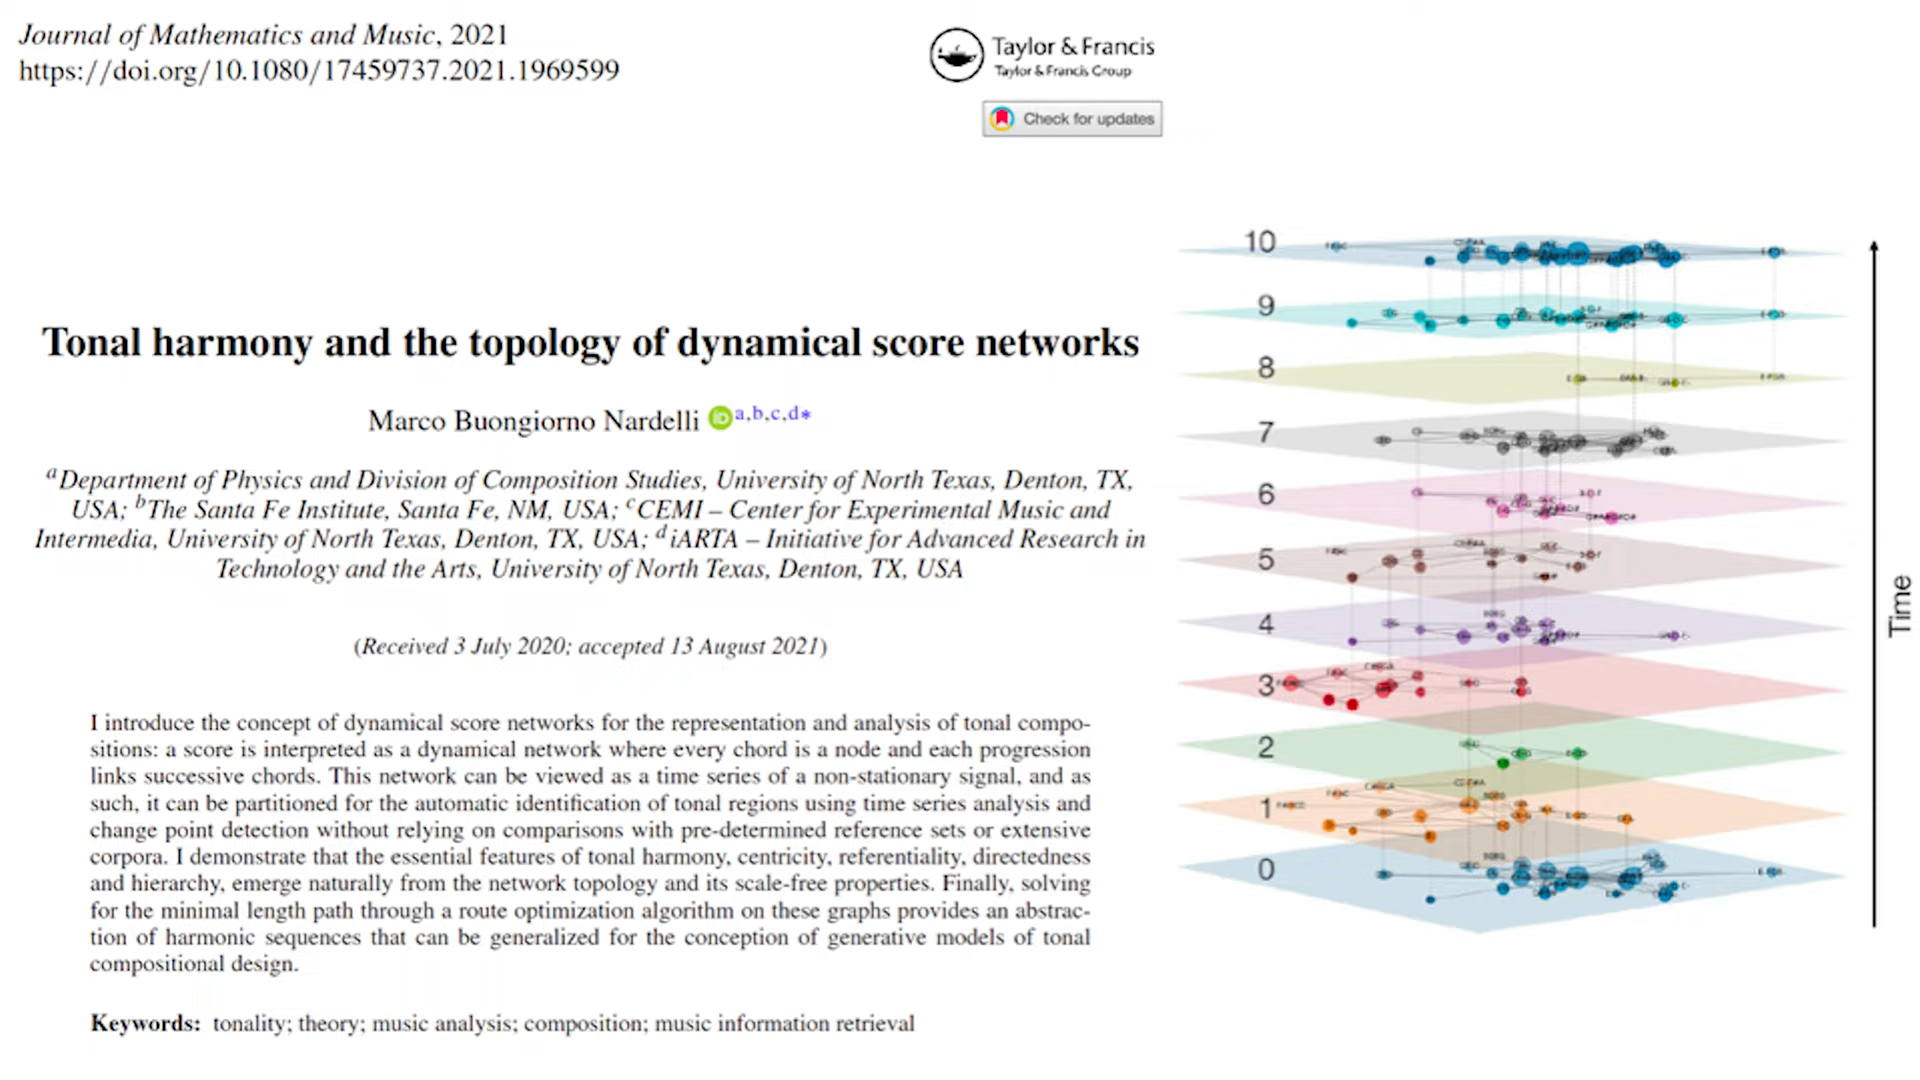 Journal of Mathematics and Music, 2021
https://doi.org/10.1080/17459737.2021.1969599
Taylor & Francis
Taylor & Francis Group
Check for updates
Tonal harmony and the topology of dynamical score networks
Marco Buongiorno Nardelli iD a,b,c,d*
aDepartment of Physics and Division of Composition Studies, University of North Texas, Denton, TX,
USA; bThe Santa Fe Institute, Santa Fe, NM, USA; cCEMI – Center for Experimental Music and
Intermedia, University of North Texas, Denton, TX, USA; d iARTA – Initiative for Advanced Research in
Technology and the Arts, University of North Texas, Denton, TX, USA
(Received 3 July 2020; accepted 13 August 2021)
I introduce the concept of dynamical score networks for the representation and analysis of tonal compo-
sitions: a score is interpreted as a dynamical network where every chord is a node and each progression
links successive chords. This network can be viewed as a time series of a non-stationary signal, and as
such, it can be partitioned for the automatic identification of tonal regions using time series analysis and
change point detection without relying on comparisons with pre-determined reference sets or extensive
corpora. I demonstrate that the essential features of tonal harmony, centricity, referentiality, directedness
and hierarchy, emerge naturally from the network topology and its scale-free properties. Finally, solving
for the minimal length path through a route optimization algorithm on these graphs provides an abstrac-
tion of harmonic sequences that can be generalized for the conception of generative models of tonal
compositional design.
Keywords: tonality; theory; music analysis; composition; music information retrieval
10
9
8
7
6
5
4
3
2
1
0
Time